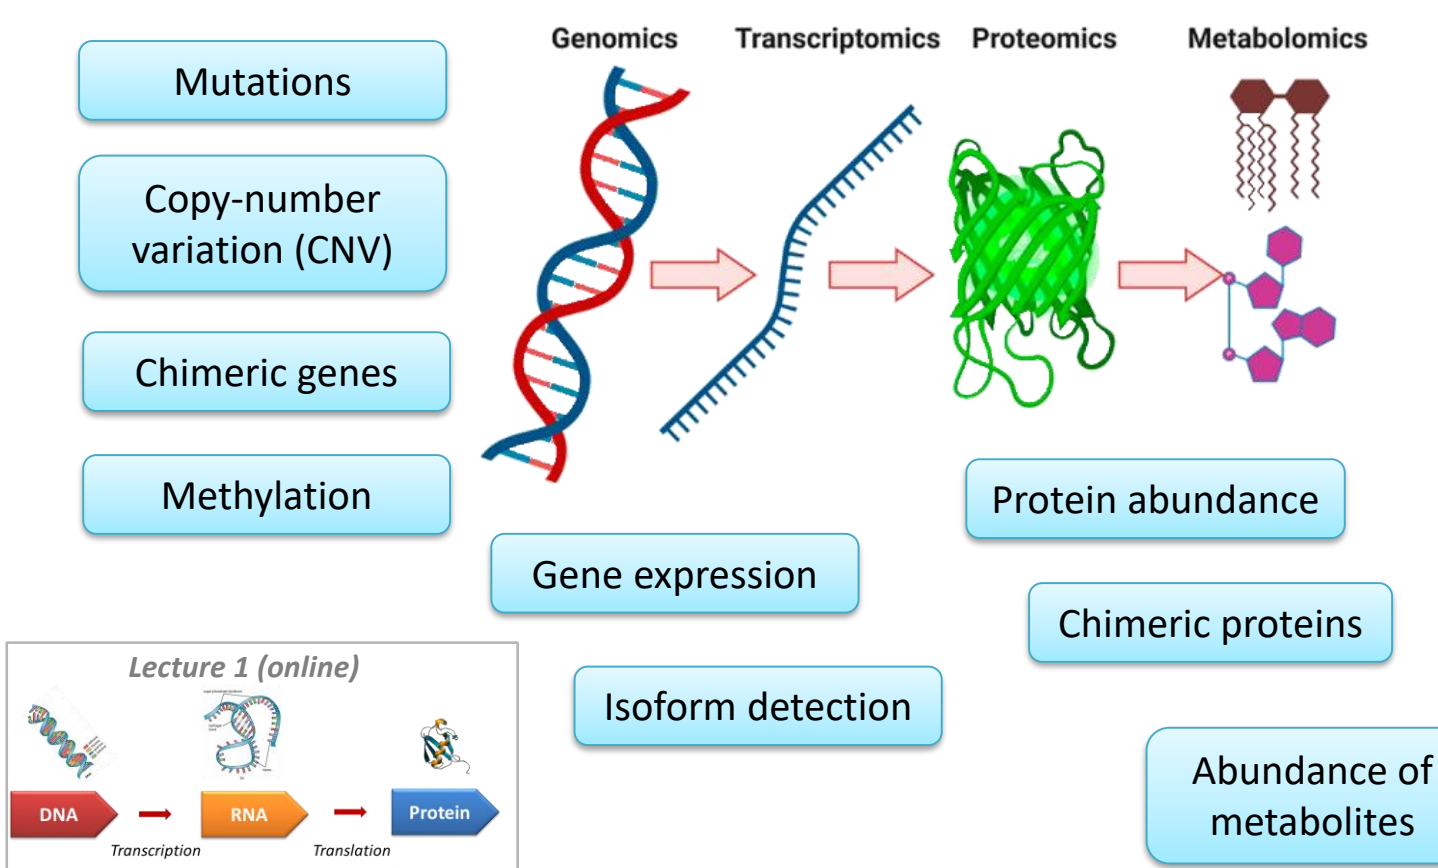 Genomics
Transcriptomics
Proteomics
Metabolomics
Mutations
Copy-number
variation (CNV)
Chimeric genes
Methylation
Gene expression
Isoform detection
Protein abundance
Chimeric proteins
Abundance of
metabolites
Lecture 1 (online)
DNA
RNA
Protein
Transcription
Translation